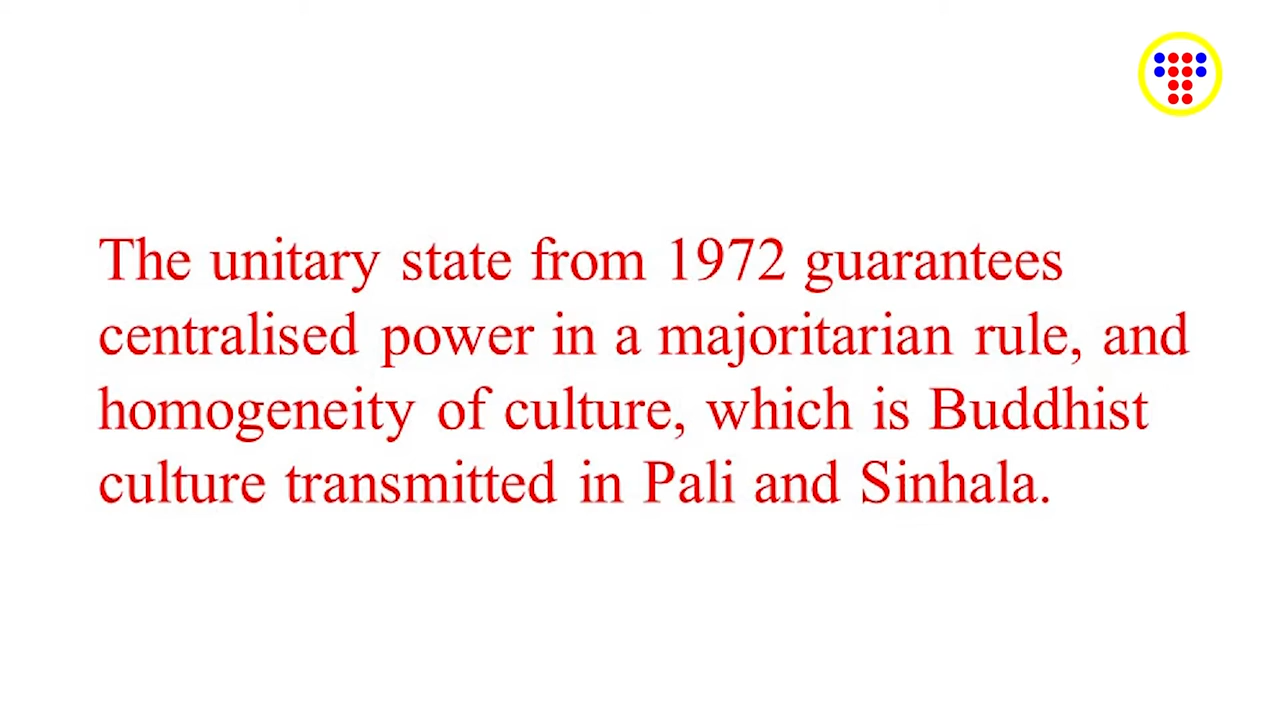 The unitary state from 1972 guarantees
centralised power in a majoritarian rule, and
homogeneity of culture, which is Buddhist
culture transmitted in Pali and Sinhala.